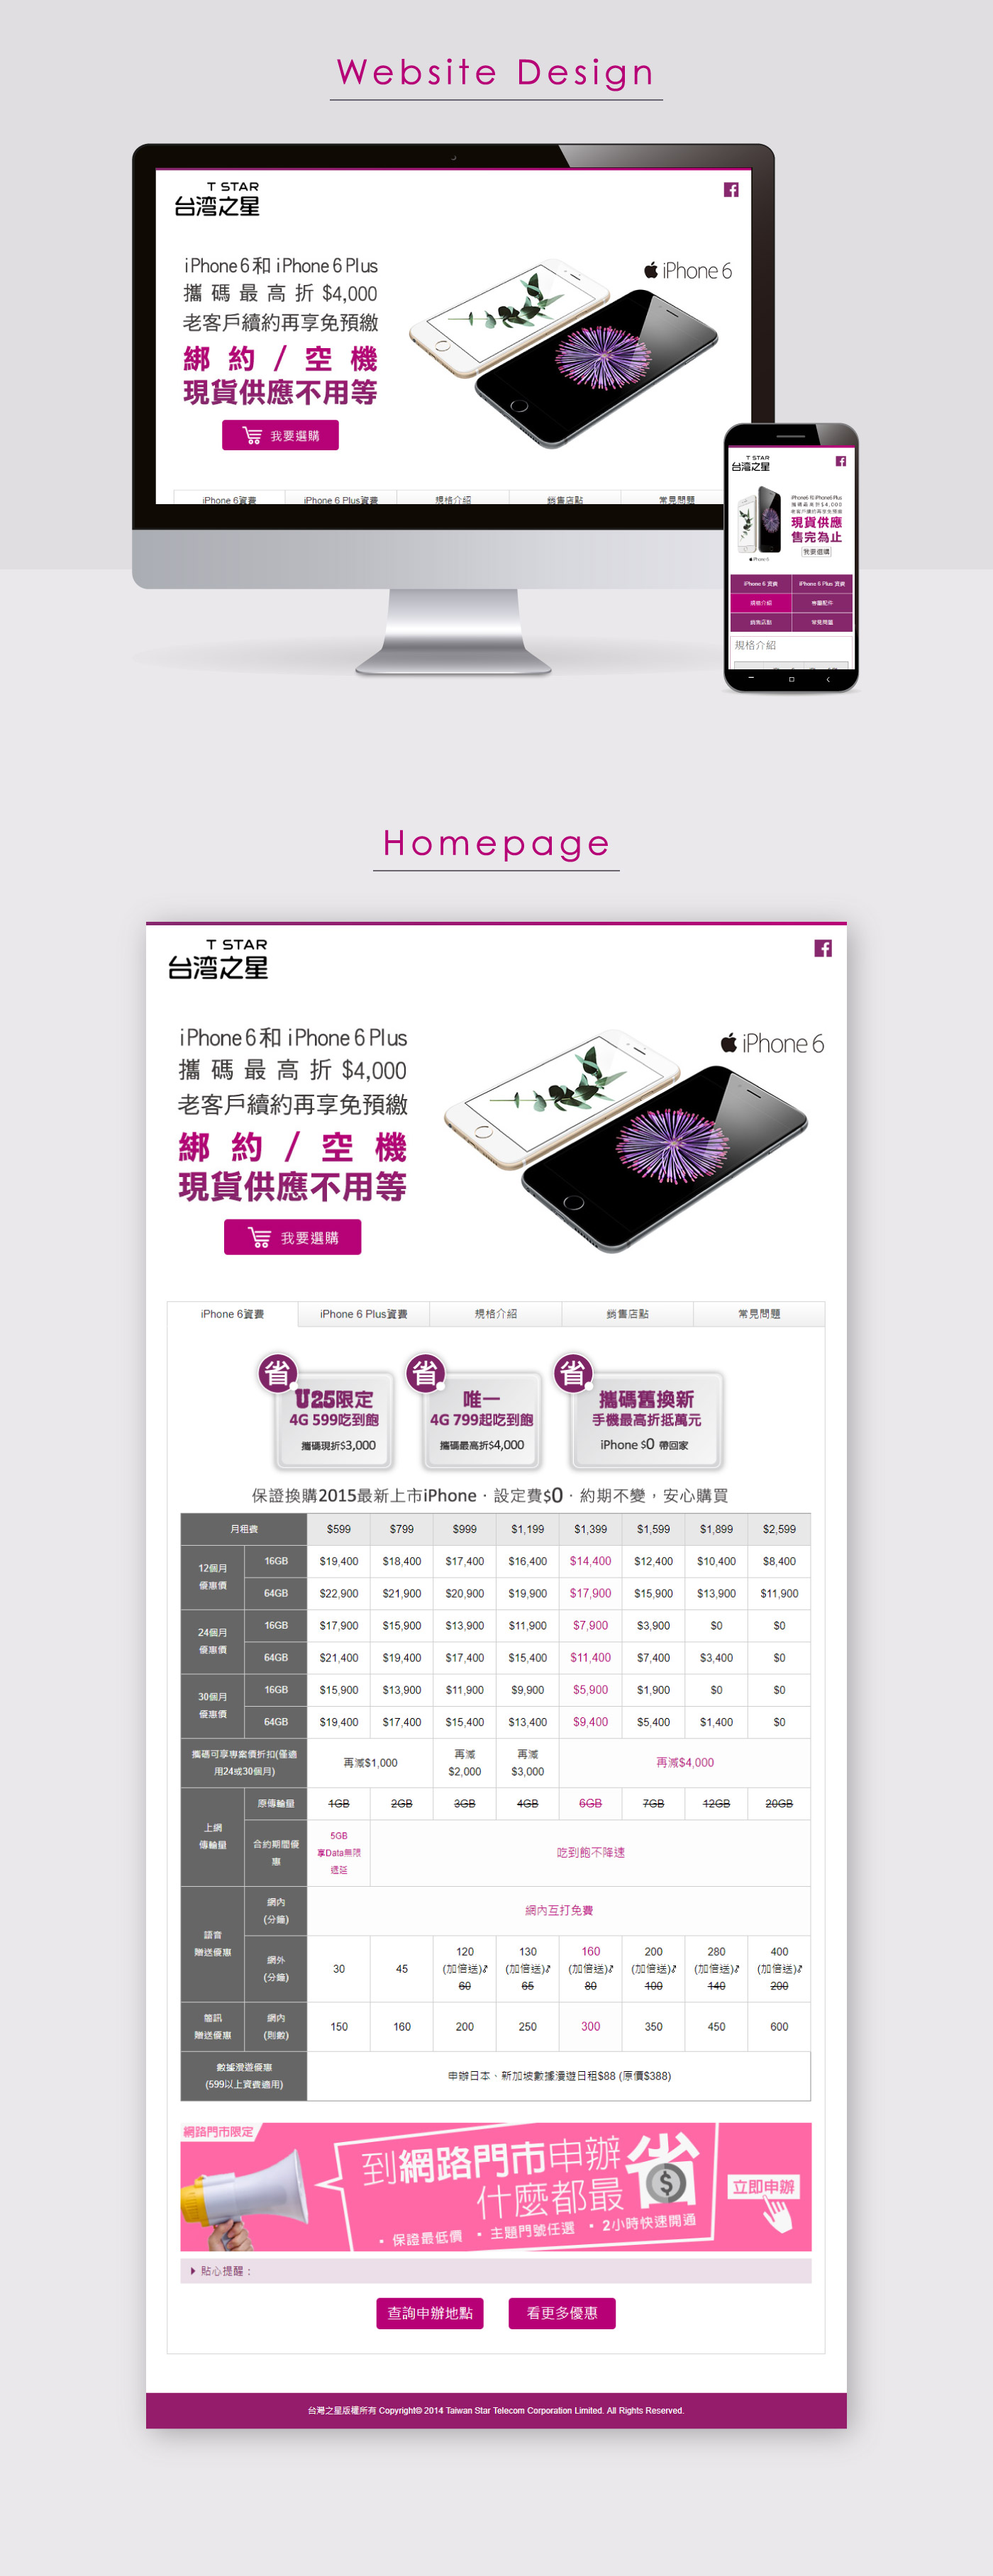 Website Design
T STAR
台湾之星
iPhone 6和 iPhone 6 Plus
攜碼最高折 $4,000
老客戶續約再享免預繳
綁約/空機
現貨供應不用等
我要選購
iPhone 6
iPhone 6資費 iPhone 6 Plus資費 規格介紹 銷售店點 常見問題
T STAR
台湾之星
iPhone6 和 iPhone6 Plus
攜碼最高折$4,000
老客戶續約再享免預繳
現貨供應
售完為止
我要選購
iPhone 6
iPhone 6 資費 iPhone 6 Plus 資費
規格介紹 專屬配件
銷售店點 常見問題
規格介紹
Homepage
T STAR
台湾之星
iPhone 6和 iPhone 6 Plus
攜碼最高折 $4,000
老客戶續約再享免預繳
綁約/空機
現貨供應不用等
我要選購
iPhone 6
iPhone 6資費 iPhone 6 Plus資費 規格介紹 銷售店點 常見問題
省 U25限定
4G 599吃到飽
攜碼現折$3,000
省 唯一
4G 799起吃到飽
攜碼最高折$4,000
省 攜碼舊換新
手機最高折抵萬元
iPhone $0 帶回家
保證換購2015最新上市iPhone．設定費$0．約期不變，安心購買
月租費 $599 $799 $999 $1,199 $1,399 $1,599 $1,899 $2,599
12個月
優惠價
16GB $19,400 $18,400 $17,400 $16,400 $14,400 $12,400 $10,400 $8,400
64GB $22,900 $21,900 $20,900 $19,900 $17,900 $15,900 $13,900 $11,900
24個月
優惠價
16GB $17,900 $15,900 $13,900 $11,900 $7,900 $3,900 $0 $0
64GB $21,400 $19,400 $17,400 $15,400 $11,400 $7,400 $3,400 $0
30個月
優惠價
16GB $15,900 $13,900 $11,900 $9,900 $5,900 $1,900 $0 $0
64GB $19,400 $17,400 $15,400 $13,400 $9,400 $5,400 $1,400 $0
攜碼可享專案價折扣(僅適
用24或30個月)
再減$1,000
再減
$2,000
再減
$3,000
再減$4,000
上網
傳輸量
原傳輸量 1GB 2GB 3GB 4GB 6GB 7GB 12GB 20GB
合約期間優
惠
5GB
享Data無限
遞延
吃到飽不降速
語音
贈送優惠
網內
(分鐘)
網內互打免費
網外
(分鐘)
30 45 120 130 160 200 280 400
(加倍送)♪ (加倍送)♪ (加倍送)♪ (加倍送)♪ (加倍送)♪ (加倍送)♪
60 65 80 100 140 200
簡訊
贈送優惠
網內
(則數)
150 160 200 250 300 350 450 600
數據漫遊優惠
(599以上資費適用)
申辦日本、新加坡數據漫遊日租$88 (原價$388)
網路門市限定
到網路門市申辦
什麼都最省
$
• 保證最低價 • 主題門號任選 • 2小時快速開通
立即申辦
貼心提醒：
查詢申辦地點 看更多優惠
台灣之星版權所有 Copyright© 2014 Taiwan Star Telecom Corporation Limited. All Rights Reserved.